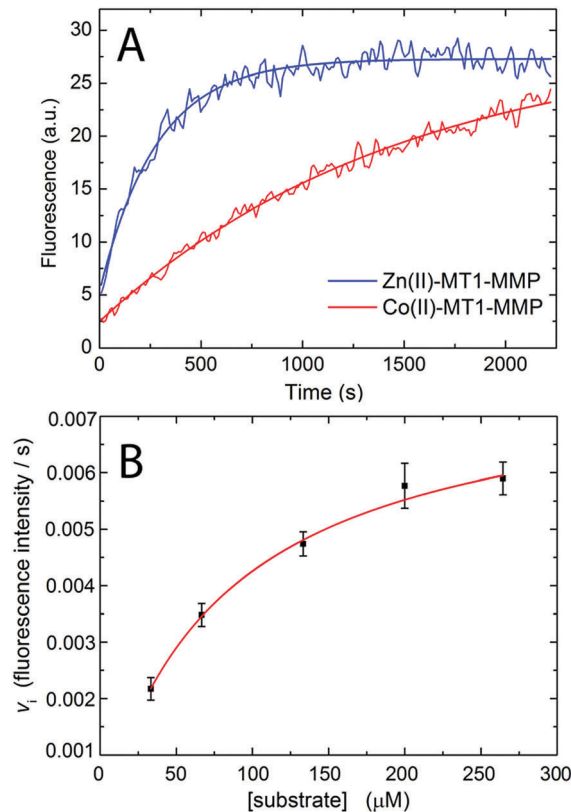 A
30
25
20
15
10
5
0
Fluorescence (a.u.)
Zn(II)-MT1-MMP
Co(II)-MT1-MMP
0 500 1000 1500 2000
Time (s)
B
0.007
0.006
0.005
0.004
0.003
0.002
0.001
vi (fluorescence intensity / s)
0 50 100 150 200 250 300
[substrate] (μM)